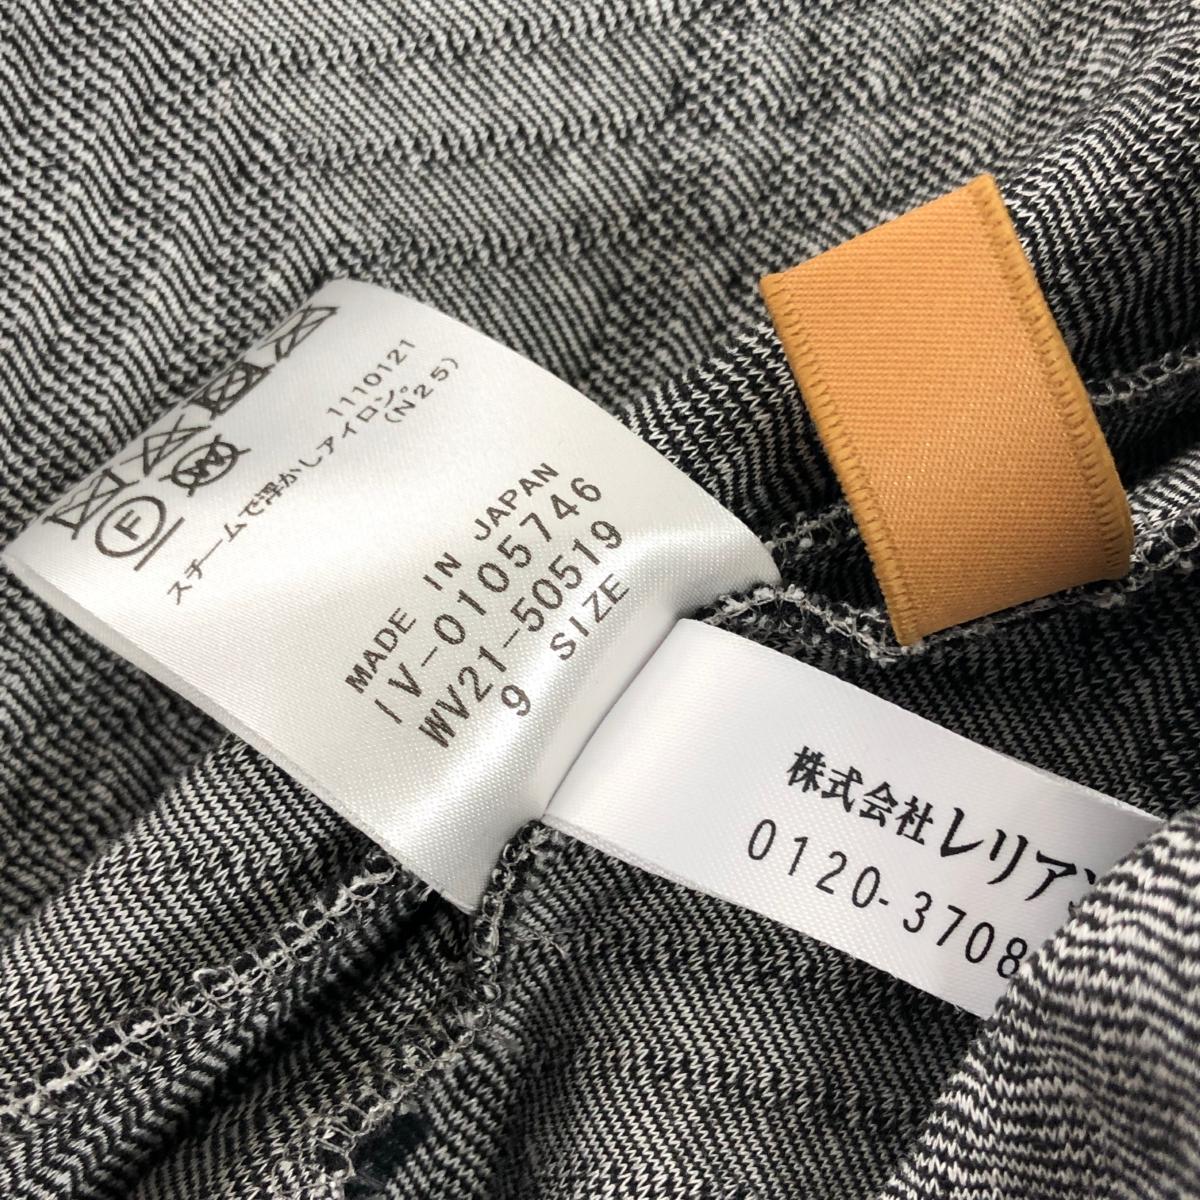 F
W
1110121
スチームで浮かしアイロン。
(N25)
MADE IN JAPAN
IV-0105746
WV21-50519
9 SIZE
株式会社レリア
0120-3708